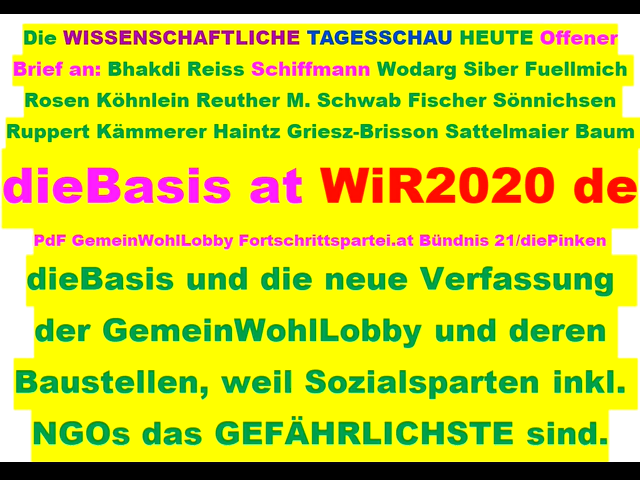 Die WISSENSCHAFTLICHE TAGESSCHAU HEUTE Offener
Brief an: Bhakdi Reiss Schiffmann Wodarg Siber Fuellmich
Rosen Köhnlein Reuther M. Schwab Fischer Sönnichsen
Ruppert Kämmerer Haintz Griesz-Brisson Sattelmaier Baum
dieBasis at WiR2020 de
PdF GemeinWohlLobby Fortschrittspartei.at Bündnis 21/diePinken
dieBasis und die neue Verfassung
der GemeinWohlLobby und deren
Baustellen, weil Sozialsparten inkl.
NGOs das GEFÄHRLICHSTE sind.